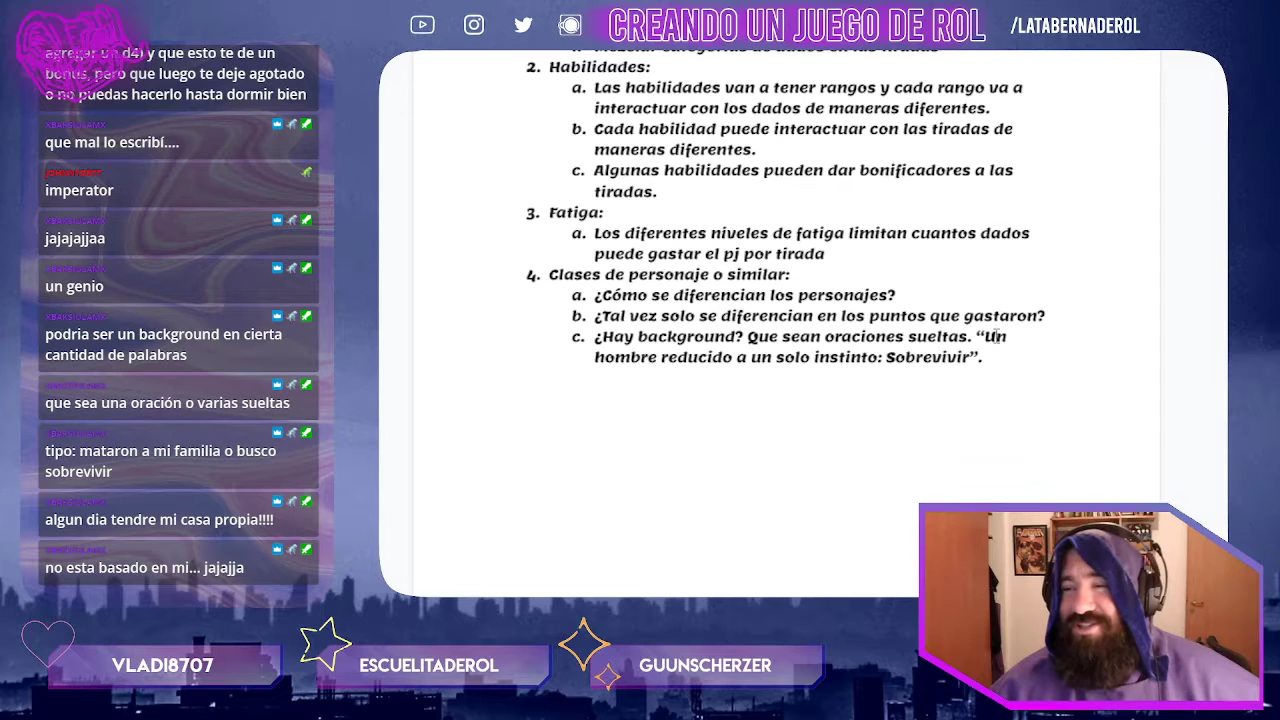 CREANDO UN JUEGO DE ROL
/LATABERNADEROL
agregar un d4 y que esto te de un
bonus, pero que luego te deje agotado
o no puedas hacerlo hasta dormir bien
que mal lo escribí....
imperator
jajajajjaa
un genio
podria ser un background en cierta
cantidad de palabras
que sea una oración o varias sueltas
tipo: mataron a mi familia o busco
sobrevivir
algun dia tendre mi casa propia!!!!
no esta basado en mi... jajajja
2. Habilidades:
a. Las habilidades van a tener rangos y cada rango va a
interactuar con los dados de maneras diferentes.
b. Cada habilidad puede interactuar con las tiradas de
maneras diferentes.
c. Algunas habilidades pueden dar bonificadores a las
tiradas.
3. Fatiga:
a. Los diferentes niveles de fatiga limitan cuantos dados
puede gastar el pj por tirada
4. Clases de personaje o similar:
a. ¿Cómo se diferencian los personajes?
b. ¿Tal vez solo se diferencian en los puntos que gastaron?
c. ¿Hay background? Que sean oraciones sueltas. “Un
hombre reducido a un solo instinto: Sobrevivir”.
VLADI8707
ESCUELITADEROL
GUUNSCHERZER